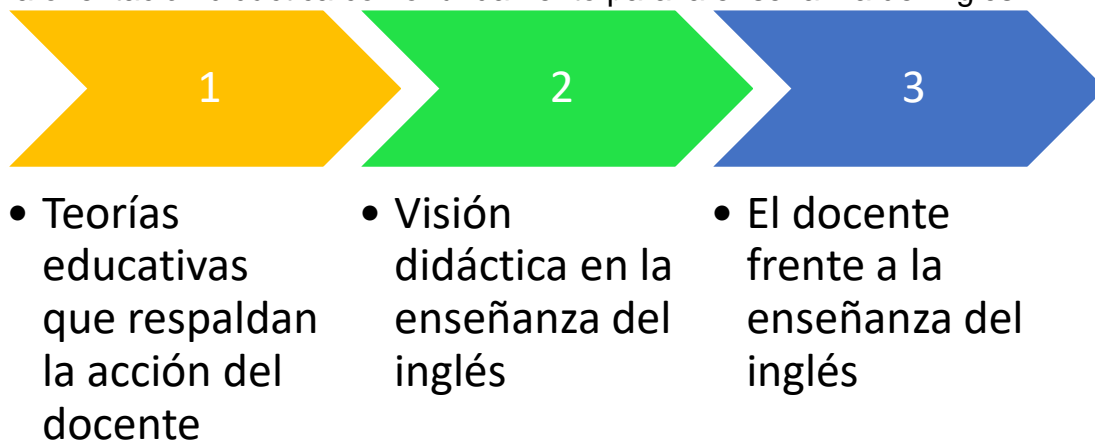 1
2
3
• Teorías
educativas
que respaldan
la acción del
docente
• Visión
didáctica en la
enseñanza del
inglés
• El docente
frente a la
enseñanza del
inglés